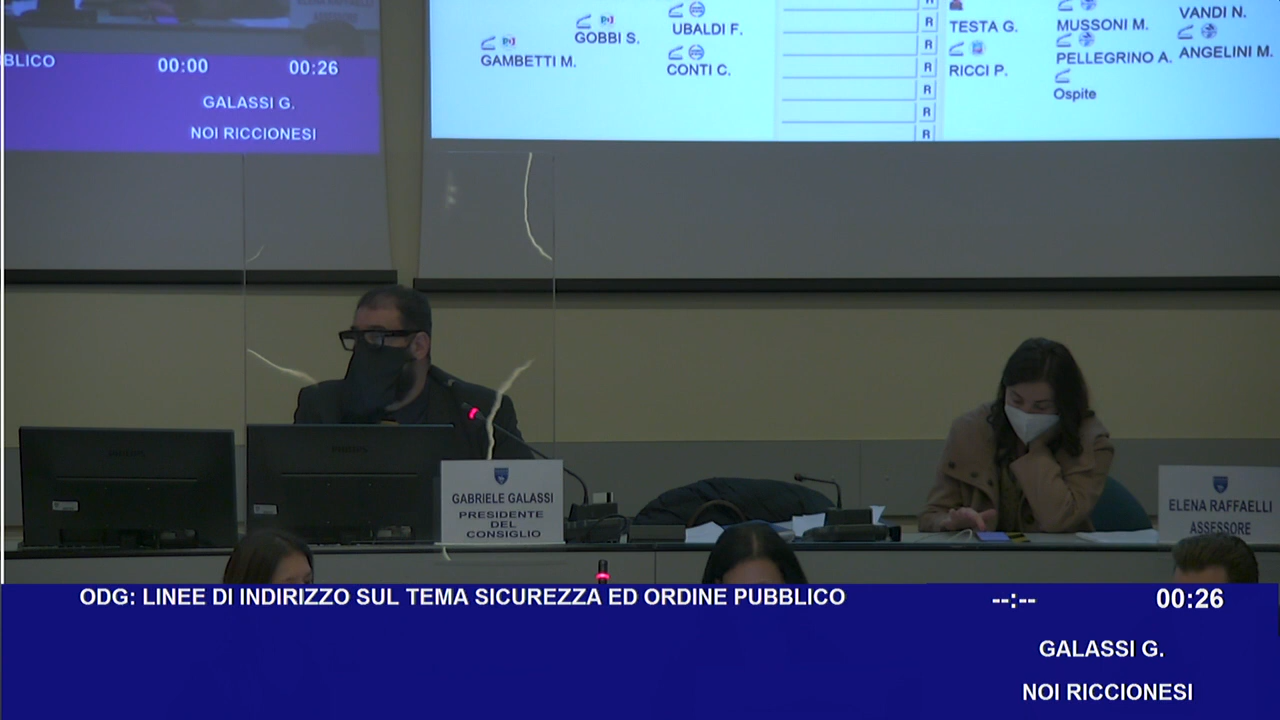 BBLICO
00:00
00:26
GALASSI G.
NOI RICCIONESI
GOBBI S.
UBALDI F.
GAMBETTI M.
CONTI C.
R
R
R
R
R
R
TESTA G.
MUSSONI M.
VANDI N.
RICCI P.
PELLEGRINO A.
ANGELINI M.
Ospite
GABRIELE GALASSI
PRESIDENTE
DEL
CONSIGLIO
ELENA RAFFAELLI
ASSESSORE
ODG: LINEE DI INDIRIZZO SUL TEMA SICUREZZA ED ORDINE PUBBLICO
--:--
00:26
GALASSI G.
NOI RICCIONESI